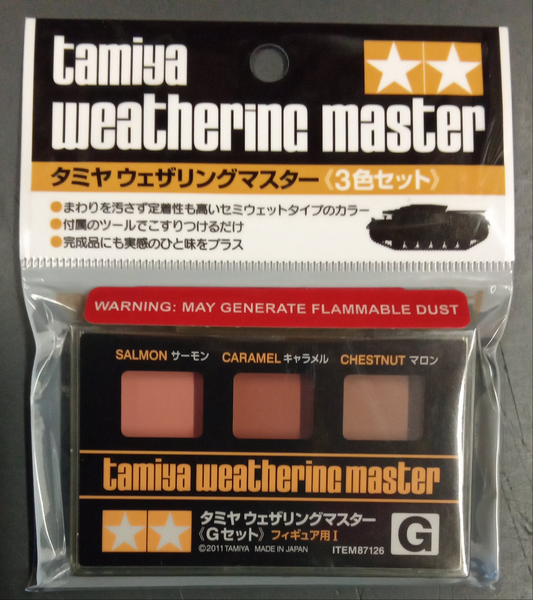 tamiya
weathering master
タミヤ ウェザリングマスター《3色セット》
●まわりを汚さず定着性も高いセミウェットタイプのカラー
●付属のツールでこすりつけるだけ
●完成品にも実感のひと味をプラス
WARNING: MAY GENERATE FLAMMABLE DUST
SALMON サーモン CARAMEL キャラメル CHESTNUT マロン
tamiya weathering master
タミヤ ウェザリングマスター
《Gセット》フィギュア用I
©2011 TAMIYA MADE IN JAPAN ITEM87126
G